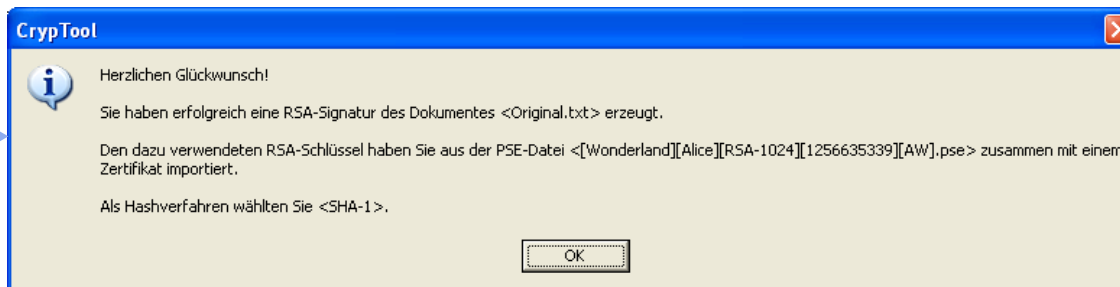 CrypTool
Herzlichen Glückwunsch!
Sie haben erfolgreich eine RSA-Signatur des Dokumentes <Original.txt> erzeugt.
Den dazu verwendeten RSA-Schlüssel haben Sie aus der PSE-Datei <[Wonderland][Alice][RSA-1024][1256635339][AW].pse> zusammen mit einem
Zertifikat importiert.
Als Hashverfahren wählten Sie <SHA-1>.
OK